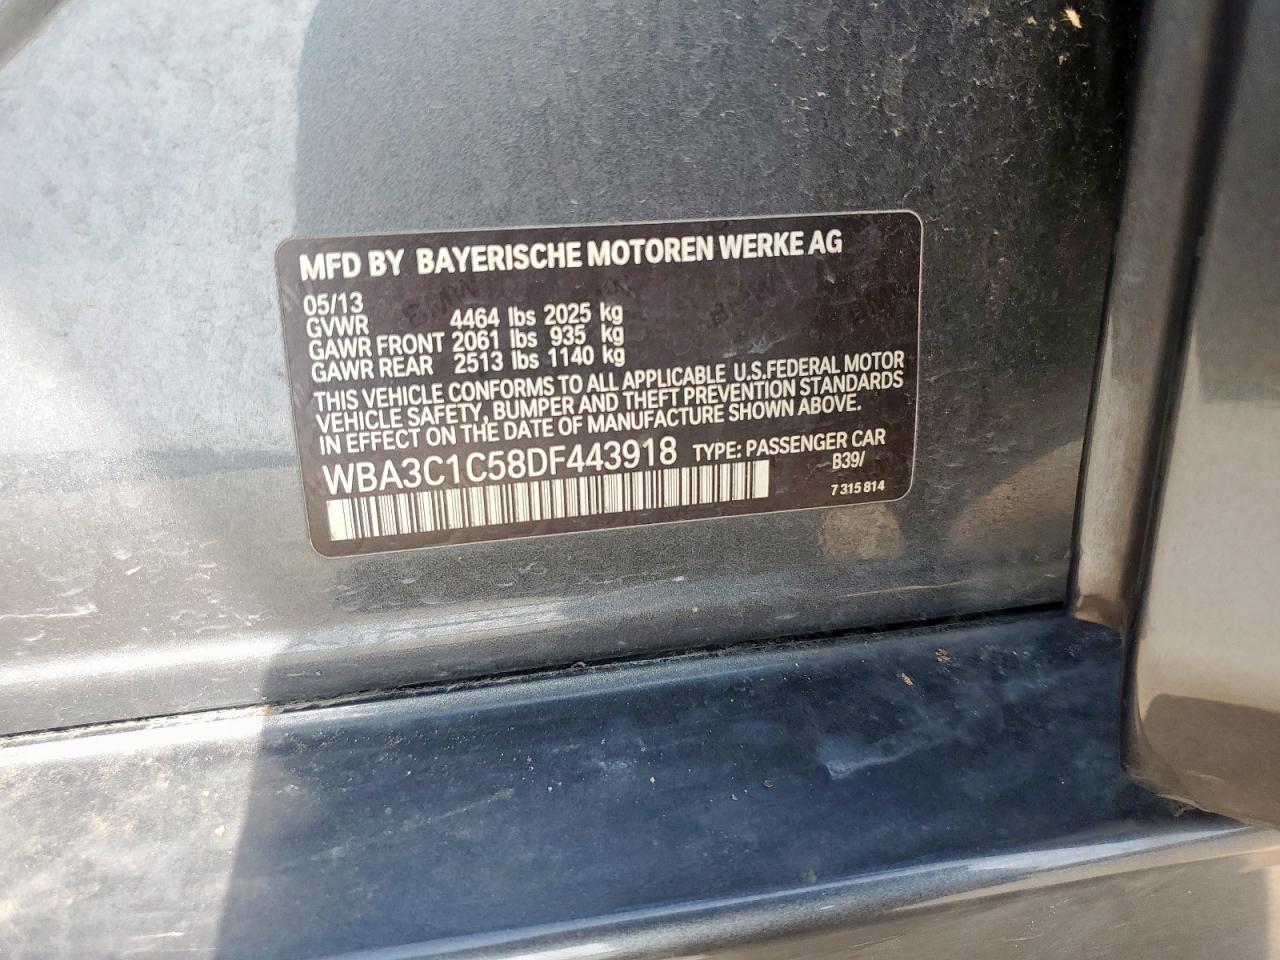 MFD BY BAYERISCHE MOTOREN WERKE AG
05/13
GVWR 4464 lbs 2025 kg
GAWR FRONT 2061 lbs 935 kg
GAWR REAR 2513 lbs 1140 kg
THIS VEHICLE CONFORMS TO ALL APPLICABLE U.S.FEDERAL MOTOR
VEHICLE SAFETY, BUMPER AND THEFT PREVENTION STANDARDS
IN EFFECT ON THE DATE OF MANUFACTURE SHOWN ABOVE.
WBA3C1C58DF443918 TYPE: PASSENGER CAR
B39/
7 315 814